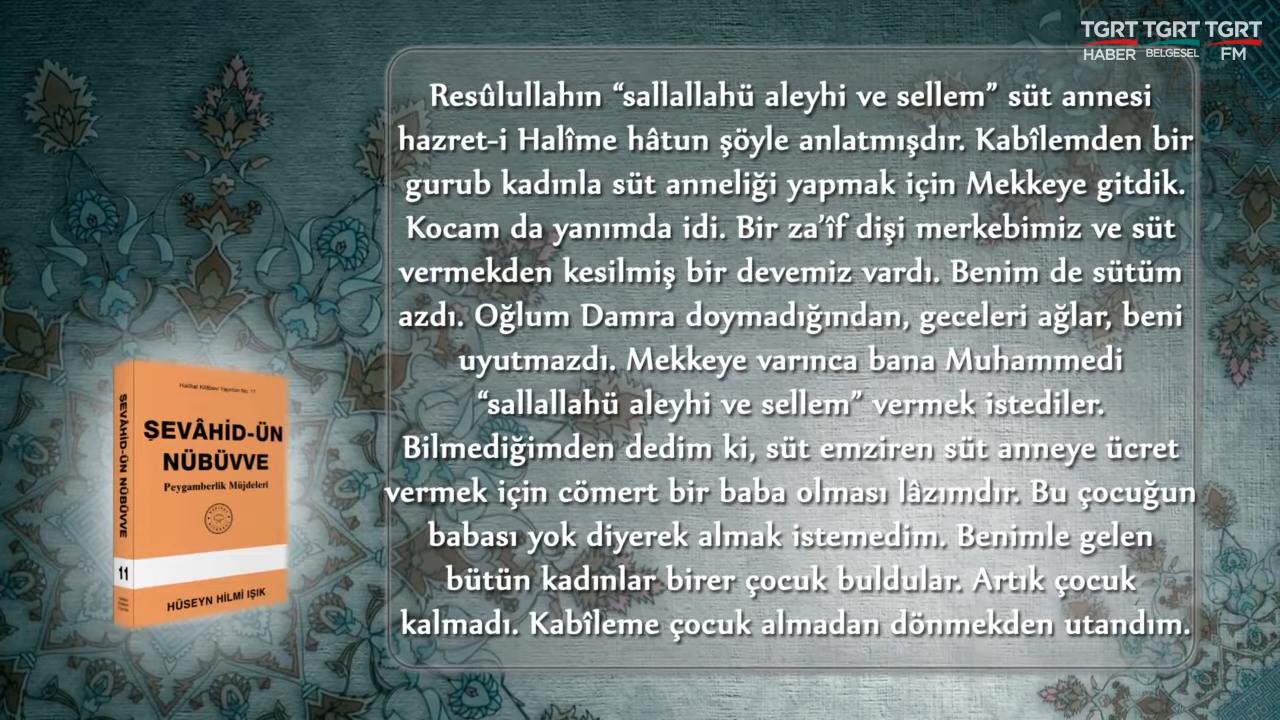 TGRT HABER TGRT BELGESEL TGRT FM
Resûlullahın “sallallahü aleyhi ve sellem” süt annesi
hazret-i Halîme hâtun şöyle anlatmışdır. Kabîlemden bir
gurub kadınla süt anneliği yapmak için Mekkeye gitdik.
Kocam da yanımda idi. Bir za’îf dişi merkebimiz ve süt
vermekden kesilmiş bir devemiz vardı. Benim de sütüm
azdı. Oğlum Damra doymadığından, geceleri ağlar, beni
uyutmazdı. Mekkeye varınca bana Muhammedi
“sallallahü aleyhi ve sellem” vermek istediler.
Bilmediğimden dedim ki, süt emziren süt anneye ücret
vermek için cömert bir baba olması lâzımdır. Bu çocuğun
babası yok diyerek almak istemedim. Benimle gelen
bütün kadınlar birer çocuk buldular. Artık çocuk
kalmadı. Kabîleme çocuk almadan dönmekden utandım.
Hakîkat Kitâbevi Yayınları No: 11
ŞEVÂHİD-ÜN
NÜBÜVVE
Peygamberlik Müjdeleri
HÜSEYN HİLMİ IŞIK
ŞEVÂHİD-ÜN NÜBÜVVE
11